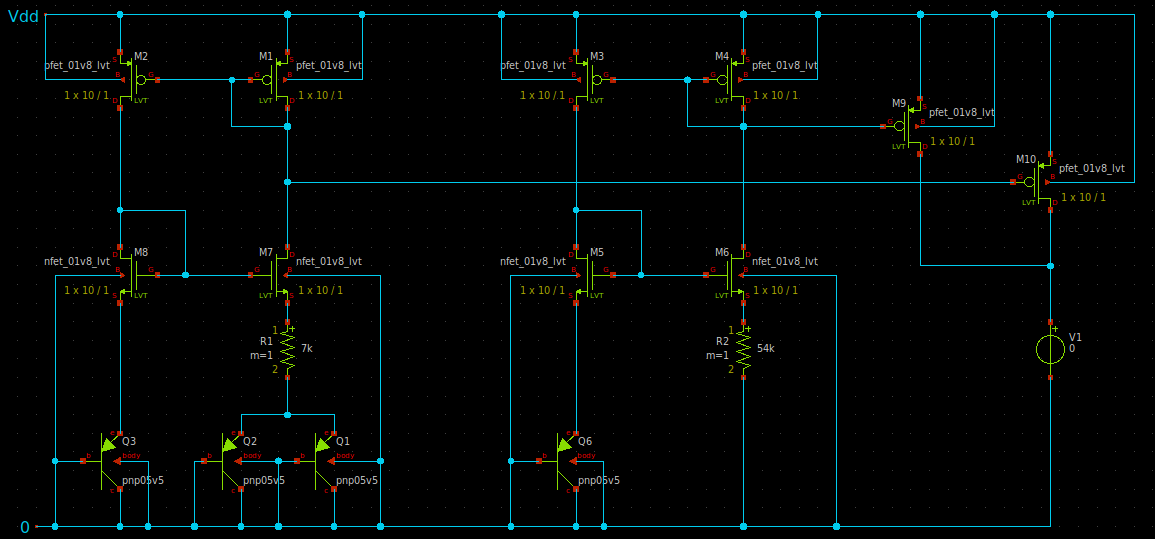 Vdd
M2
pfet_01v8_lvt
S
B
G
D
1 x 10 / 1
LVT
M1
pfet_01v8_lvt
S
G
B
D
1 x 10 / 1
LVT
M3
pfet_01v8_lvt
S
B
G
D
1 x 10 / 1
LVT
M4
pfet_01v8_lvt
S
G
B
D
1 x 10 / 1
LVT
M9
pfet_01v8_lvt
S
G
B
D
1 x 10 / 1
LVT
M10
pfet_01v8_lvt
S
G
B
D
1 x 10 / 1
LVT
M8
nfet_01v8_lvt
D
B
G
S
1 x 10 / 1
LVT
M7
nfet_01v8_lvt
D
G
B
S
1 x 10 / 1
LVT
M5
nfet_01v8_lvt
D
B
G
S
1 x 10 / 1
LVT
M6
nfet_01v8_lvt
D
G
B
S
1 x 10 / 1
LVT
1
+
R1
7k
m=1
2
1
+
R2
54k
m=1
2
+
V1
0
Q3
e
b
body
c
pnp05v5
Q2
e
b
body
c
pnp05v5
Q1
e
b
body
c
pnp05v5
Q6
e
b
body
c
pnp05v5
0